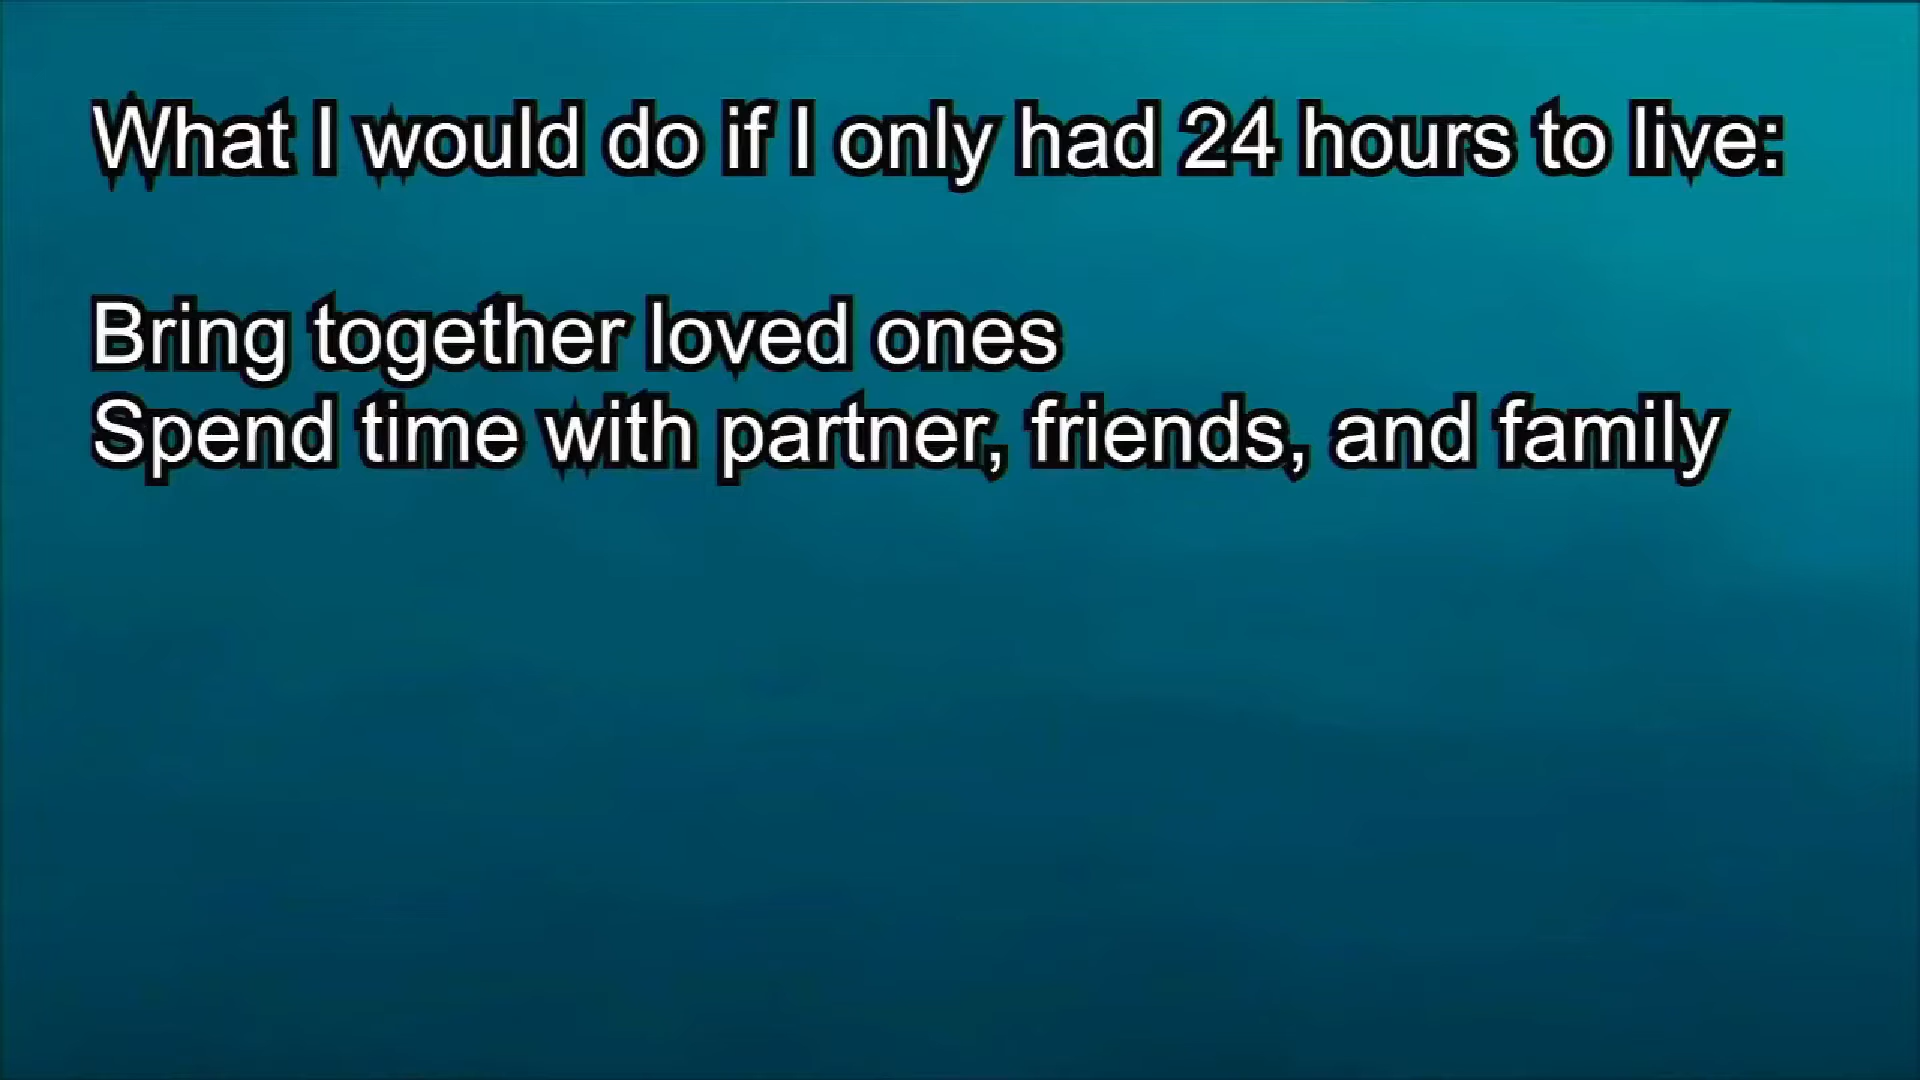 What I would do if I only had 24 hours to live:
Bring together loved ones
Spend time with partner, friends, and family